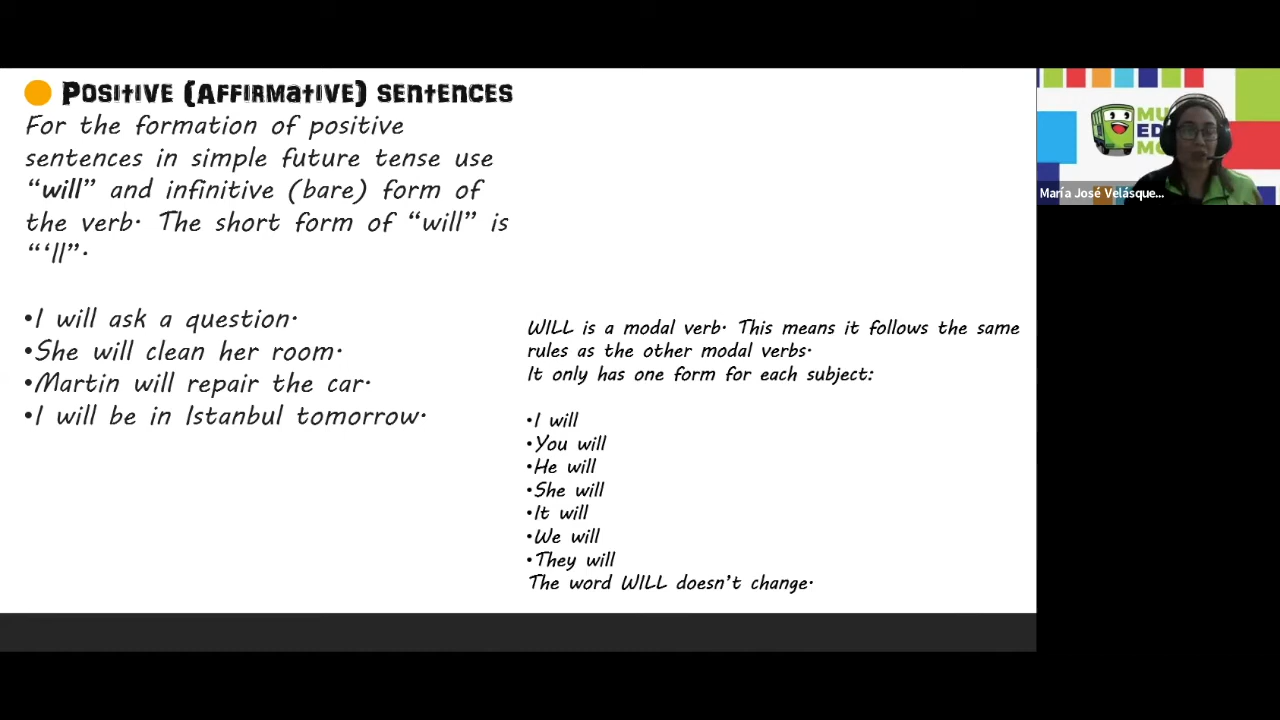 POSITIVE (AFFIRMATIVE) SENTENCES
For the formation of positive
sentences in simple future tense use
“will” and infinitive (bare) form of
the verb. The short form of “will” is
“‘ll”.
•I will ask a question.
•She will clean her room.
•Martin will repair the car.
•I will be in Istanbul tomorrow.
WILL is a modal verb. This means it follows the same
rules as the other modal verbs.
It only has one form for each subject:
•I will
•You will
•He will
•She will
•It will
•We will
•They will
The word WILL doesn’t change.
MU
ED
MO
María José Velásque...